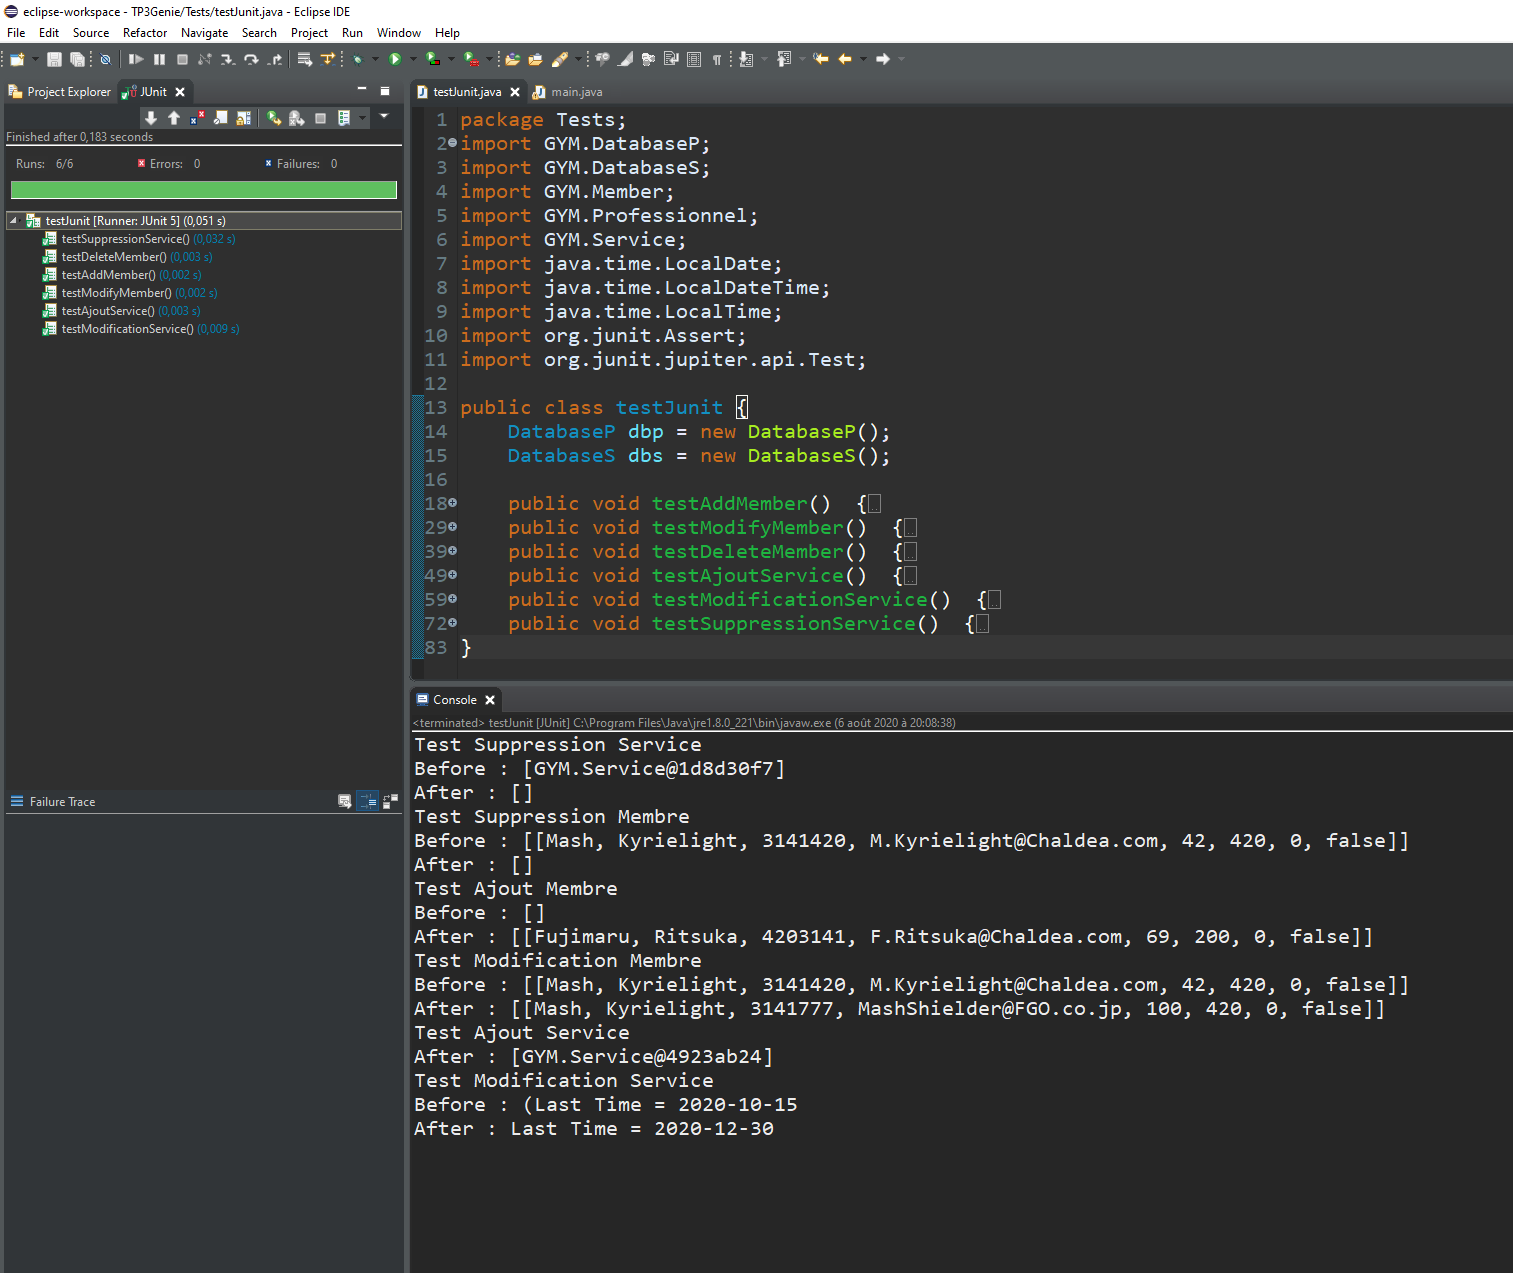 eclipse-workspace - TP3Genie/Tests/testJunit.java - Eclipse IDE
File Edit Source Refactor Navigate Search Project Run Window Help
Project Explorer JUnit
Finished after 0,183 seconds
Runs: 6/6 Errors: 0 Failures: 0
testJunit [Runner: JUnit 5] (0,051 s)
testSuppressionService() (0,032 s)
testDeleteMember() (0,003 s)
testAddMember() (0,002 s)
testModifyMember() (0,002 s)
testAjoutService() (0,003 s)
testModificationService() (0,009 s)
Failure Trace
testJunit.java main.java
1 package Tests;
2 import GYM.DatabaseP;
3 import GYM.DatabaseS;
4 import GYM.Member;
5 import GYM.Professionnel;
6 import GYM.Service;
7 import java.time.LocalDate;
8 import java.time.LocalDateTime;
9 import java.time.LocalTime;
10 import org.junit.Assert;
11 import org.junit.jupiter.api.Test;
12
13 public class testJunit {
14 DatabaseP dbp = new DatabaseP();
15 DatabaseS dbs = new DatabaseS();
16
18 public void testAddMember() {
29 public void testModifyMember() {
39 public void testDeleteMember() {
49 public void testAjoutService() {
59 public void testModificationService() {
72 public void testSuppressionService() {
83 }
Console
<terminated> testJunit [JUnit] C:\Program Files\Java\jre1.8.0_221\bin\javaw.exe (6 août 2020 à 20:08:38)
Test Suppression Service
Before : [GYM.Service@1d8d30f7]
After : []
Test Suppression Membre
Before : [[Mash, Kyrielight, 3141420, M.Kyrielight@Chaldea.com, 42, 420, 0, false]]
After : []
Test Ajout Membre
Before : []
After : [[Fujimaru, Ritsuka, 4203141, F.Ritsuka@Chaldea.com, 69, 200, 0, false]]
Test Modification Membre
Before : [[Mash, Kyrielight, 3141420, M.Kyrielight@Chaldea.com, 42, 420, 0, false]]
After : [[Mash, Kyrielight, 3141777, MashShielder@FGO.co.jp, 100, 420, 0, false]]
Test Ajout Service
After : [GYM.Service@4923ab24]
Test Modification Service
Before : (Last Time = 2020-10-15
After : Last Time = 2020-12-30